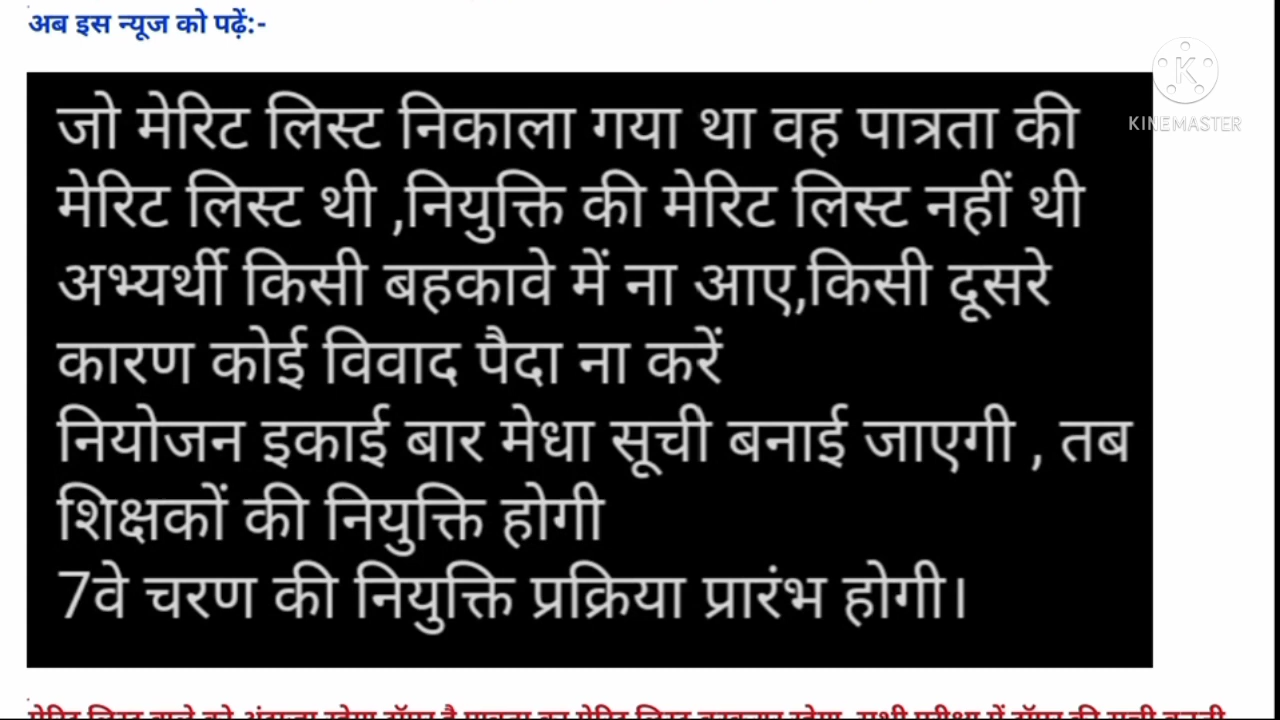 अब इस न्यूज को पढ़ें:-
K
KINEMASTER
जो मेरिट लिस्ट निकाला गया था वह पात्रता की
मेरिट लिस्ट थी ,नियुक्ति की मेरिट लिस्ट नहीं थी
अभ्यर्थी किसी बहकावे में ना आए,किसी दूसरे
कारण कोई विवाद पैदा ना करें
नियोजन इकाई बार मेधा सूची बनाई जाएगी , तब
शिक्षकों की नियुक्ति होगी
7वे चरण की नियुक्ति प्रक्रिया प्रारंभ होगी।